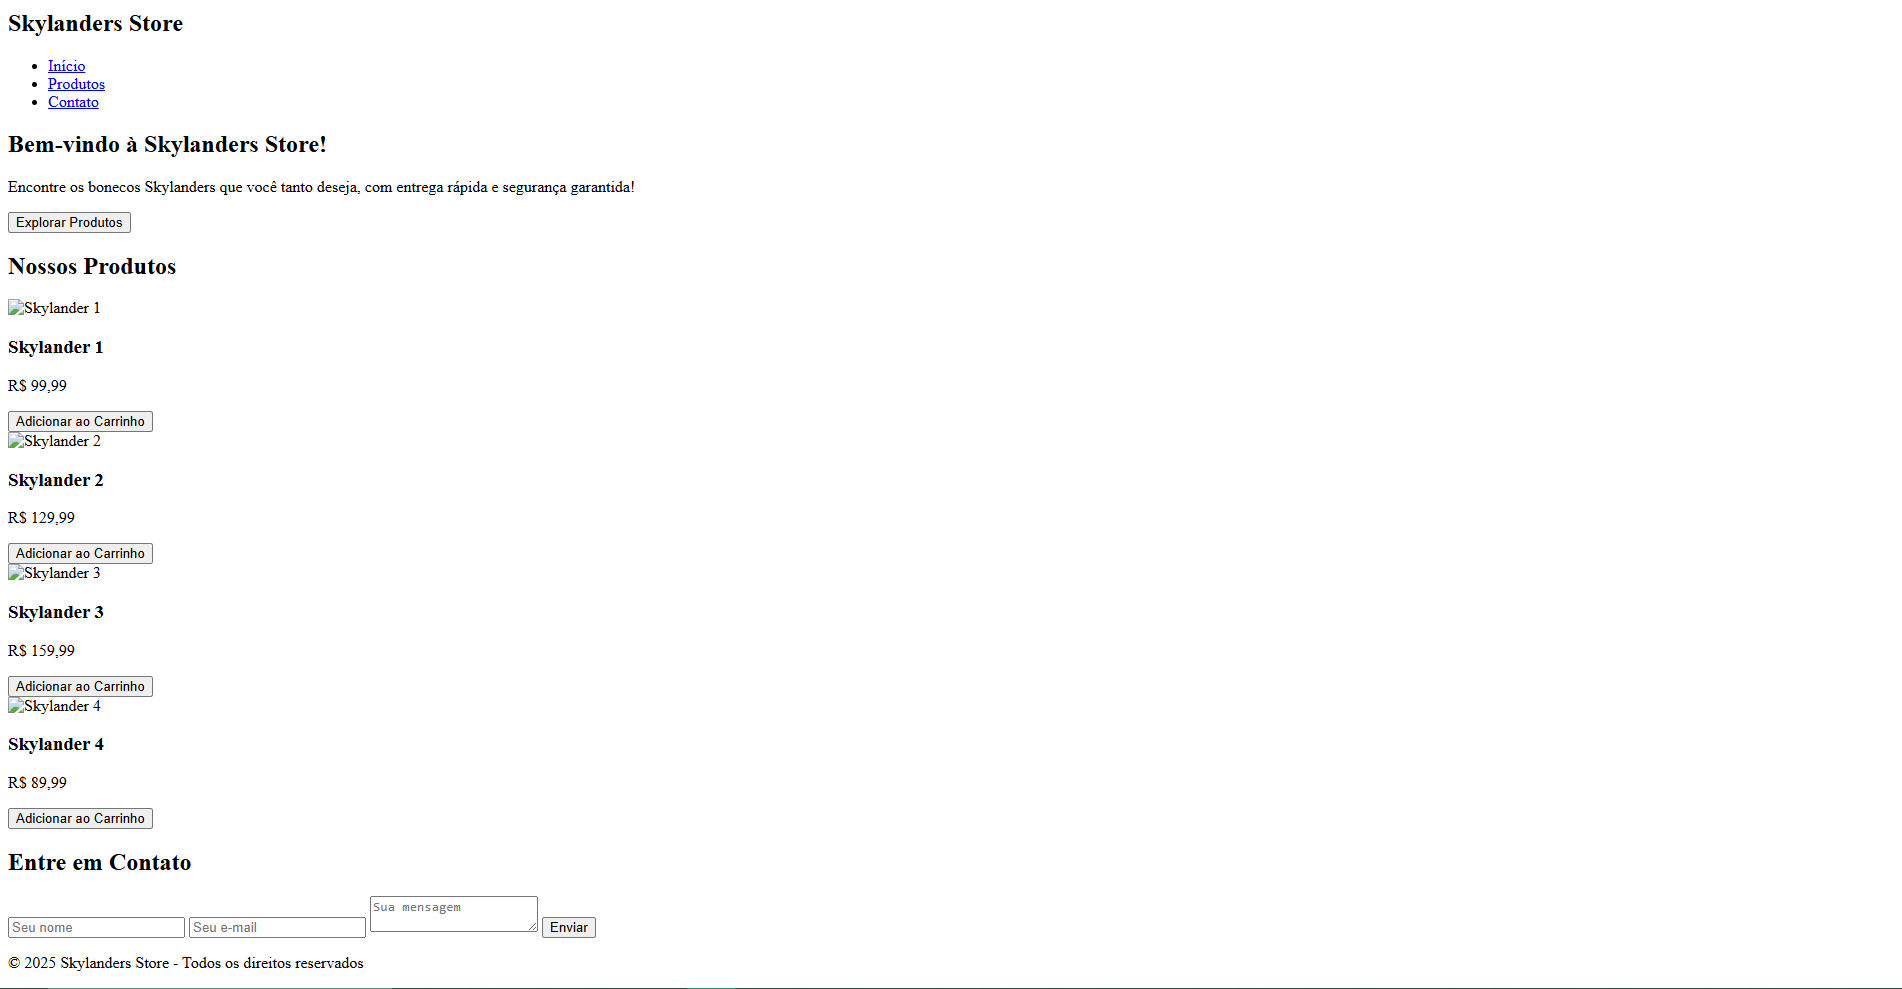 Skylanders Store
Início
Produtos
Contato
Bem-vindo à Skylanders Store!
Encontre os bonecos Skylanders que você tanto deseja, com entrega rápida e segurança garantida!
Explorar Produtos
Nossos Produtos
Skylander 1
Skylander 1
R$ 99,99
Adicionar ao Carrinho
Skylander 2
Skylander 2
R$ 129,99
Adicionar ao Carrinho
Skylander 3
Skylander 3
R$ 159,99
Adicionar ao Carrinho
Skylander 4
Skylander 4
R$ 89,99
Adicionar ao Carrinho
Entre em Contato
Seu nome Seu e-mail Sua mensagem Enviar
© 2025 Skylanders Store - Todos os direitos reservados